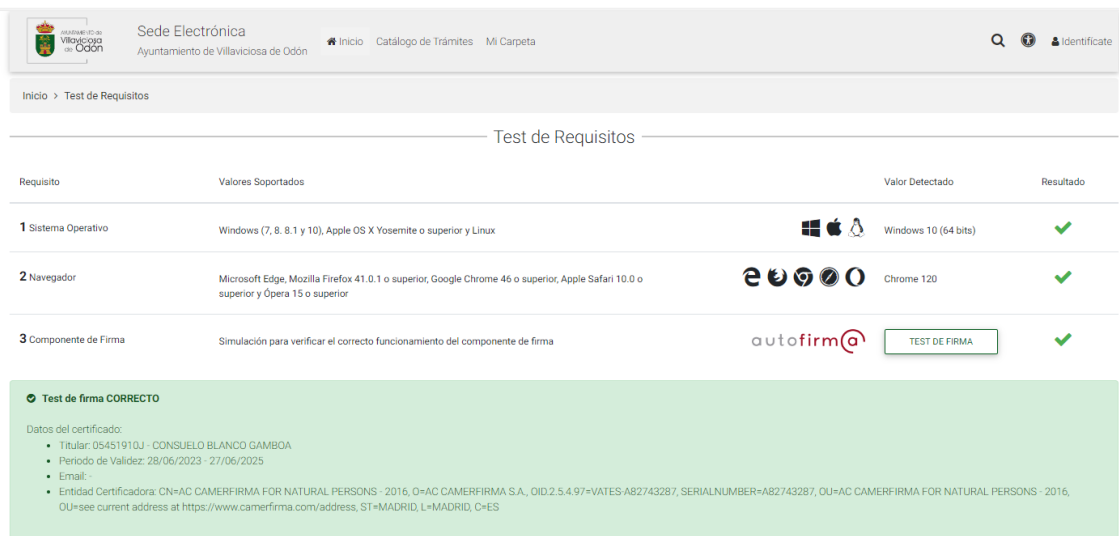 AYUNTAMIENTO de
Villaviciosa
de Odón
Sede Electrónica
Ayuntamiento de Villaviciosa de Odón
Inicio Catálogo de Trámites Mi Carpeta
Identifícate
Inicio > Test de Requisitos
Test de Requisitos
Requisito Valores Soportados Valor Detectado Resultado
1 Sistema Operativo Windows (7, 8. 8.1 y 10), Apple OS X Yosemite o superior y Linux Windows 10 (64 bits)
2 Navegador Microsoft Edge, Mozilla Firefox 41.0.1 o superior, Google Chrome 46 o superior, Apple Safari 10.0 o Chrome 120
superior y Ópera 15 o superior
3 Componente de Firma Simulación para verificar el correcto funcionamiento del componente de firma autofirm@ TEST DE FIRMA
Test de firma CORRECTO
Datos del certificado:
• Titular: 05451910J - CONSUELO BLANCO GAMBOA
• Periodo de Validez: 28/06/2023 - 27/06/2025
• Email: -
• Entidad Certificadora: CN=AC CAMERFIRMA FOR NATURAL PERSONS - 2016, O=AC CAMERFIRMA S.A., OID.2.5.4.97=VATES-A82743287, SERIALNUMBER=A82743287, OU=AC CAMERFIRMA FOR NATURAL PERSONS - 2016,
OU=see current address at https://www.camerfirma.com/address, ST=MADRID, L=MADRID, C=ES